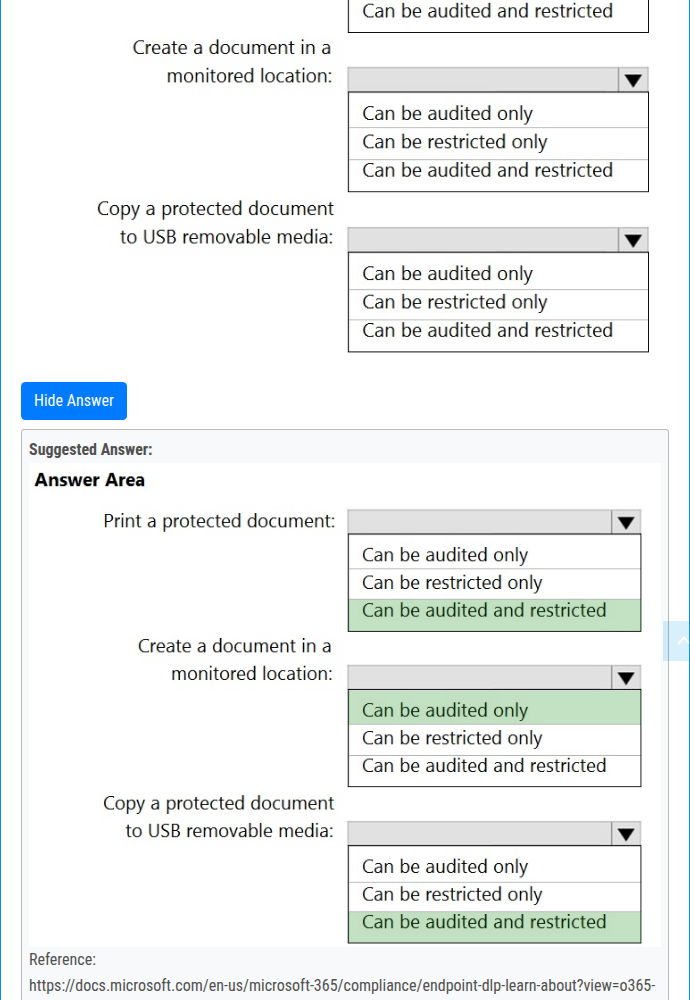 Can be audited and restricted
Create a document in a
monitored location:
Can be audited only
Can be restricted only
Can be audited and restricted
Copy a protected document
to USB removable media:
Can be audited only
Can be restricted only
Can be audited and restricted
Hide Answer
Suggested Answer:
Answer Area
Print a protected document:
Can be audited only
Can be restricted only
Can be audited and restricted
Create a document in a
monitored location:
Can be audited only
Can be restricted only
Can be audited and restricted
Copy a protected document
to USB removable media:
Can be audited only
Can be restricted only
Can be audited and restricted
Reference:
https://docs.microsoft.com/en-us/microsoft-365/compliance/endpoint-dlp-learn-about?view=o365-